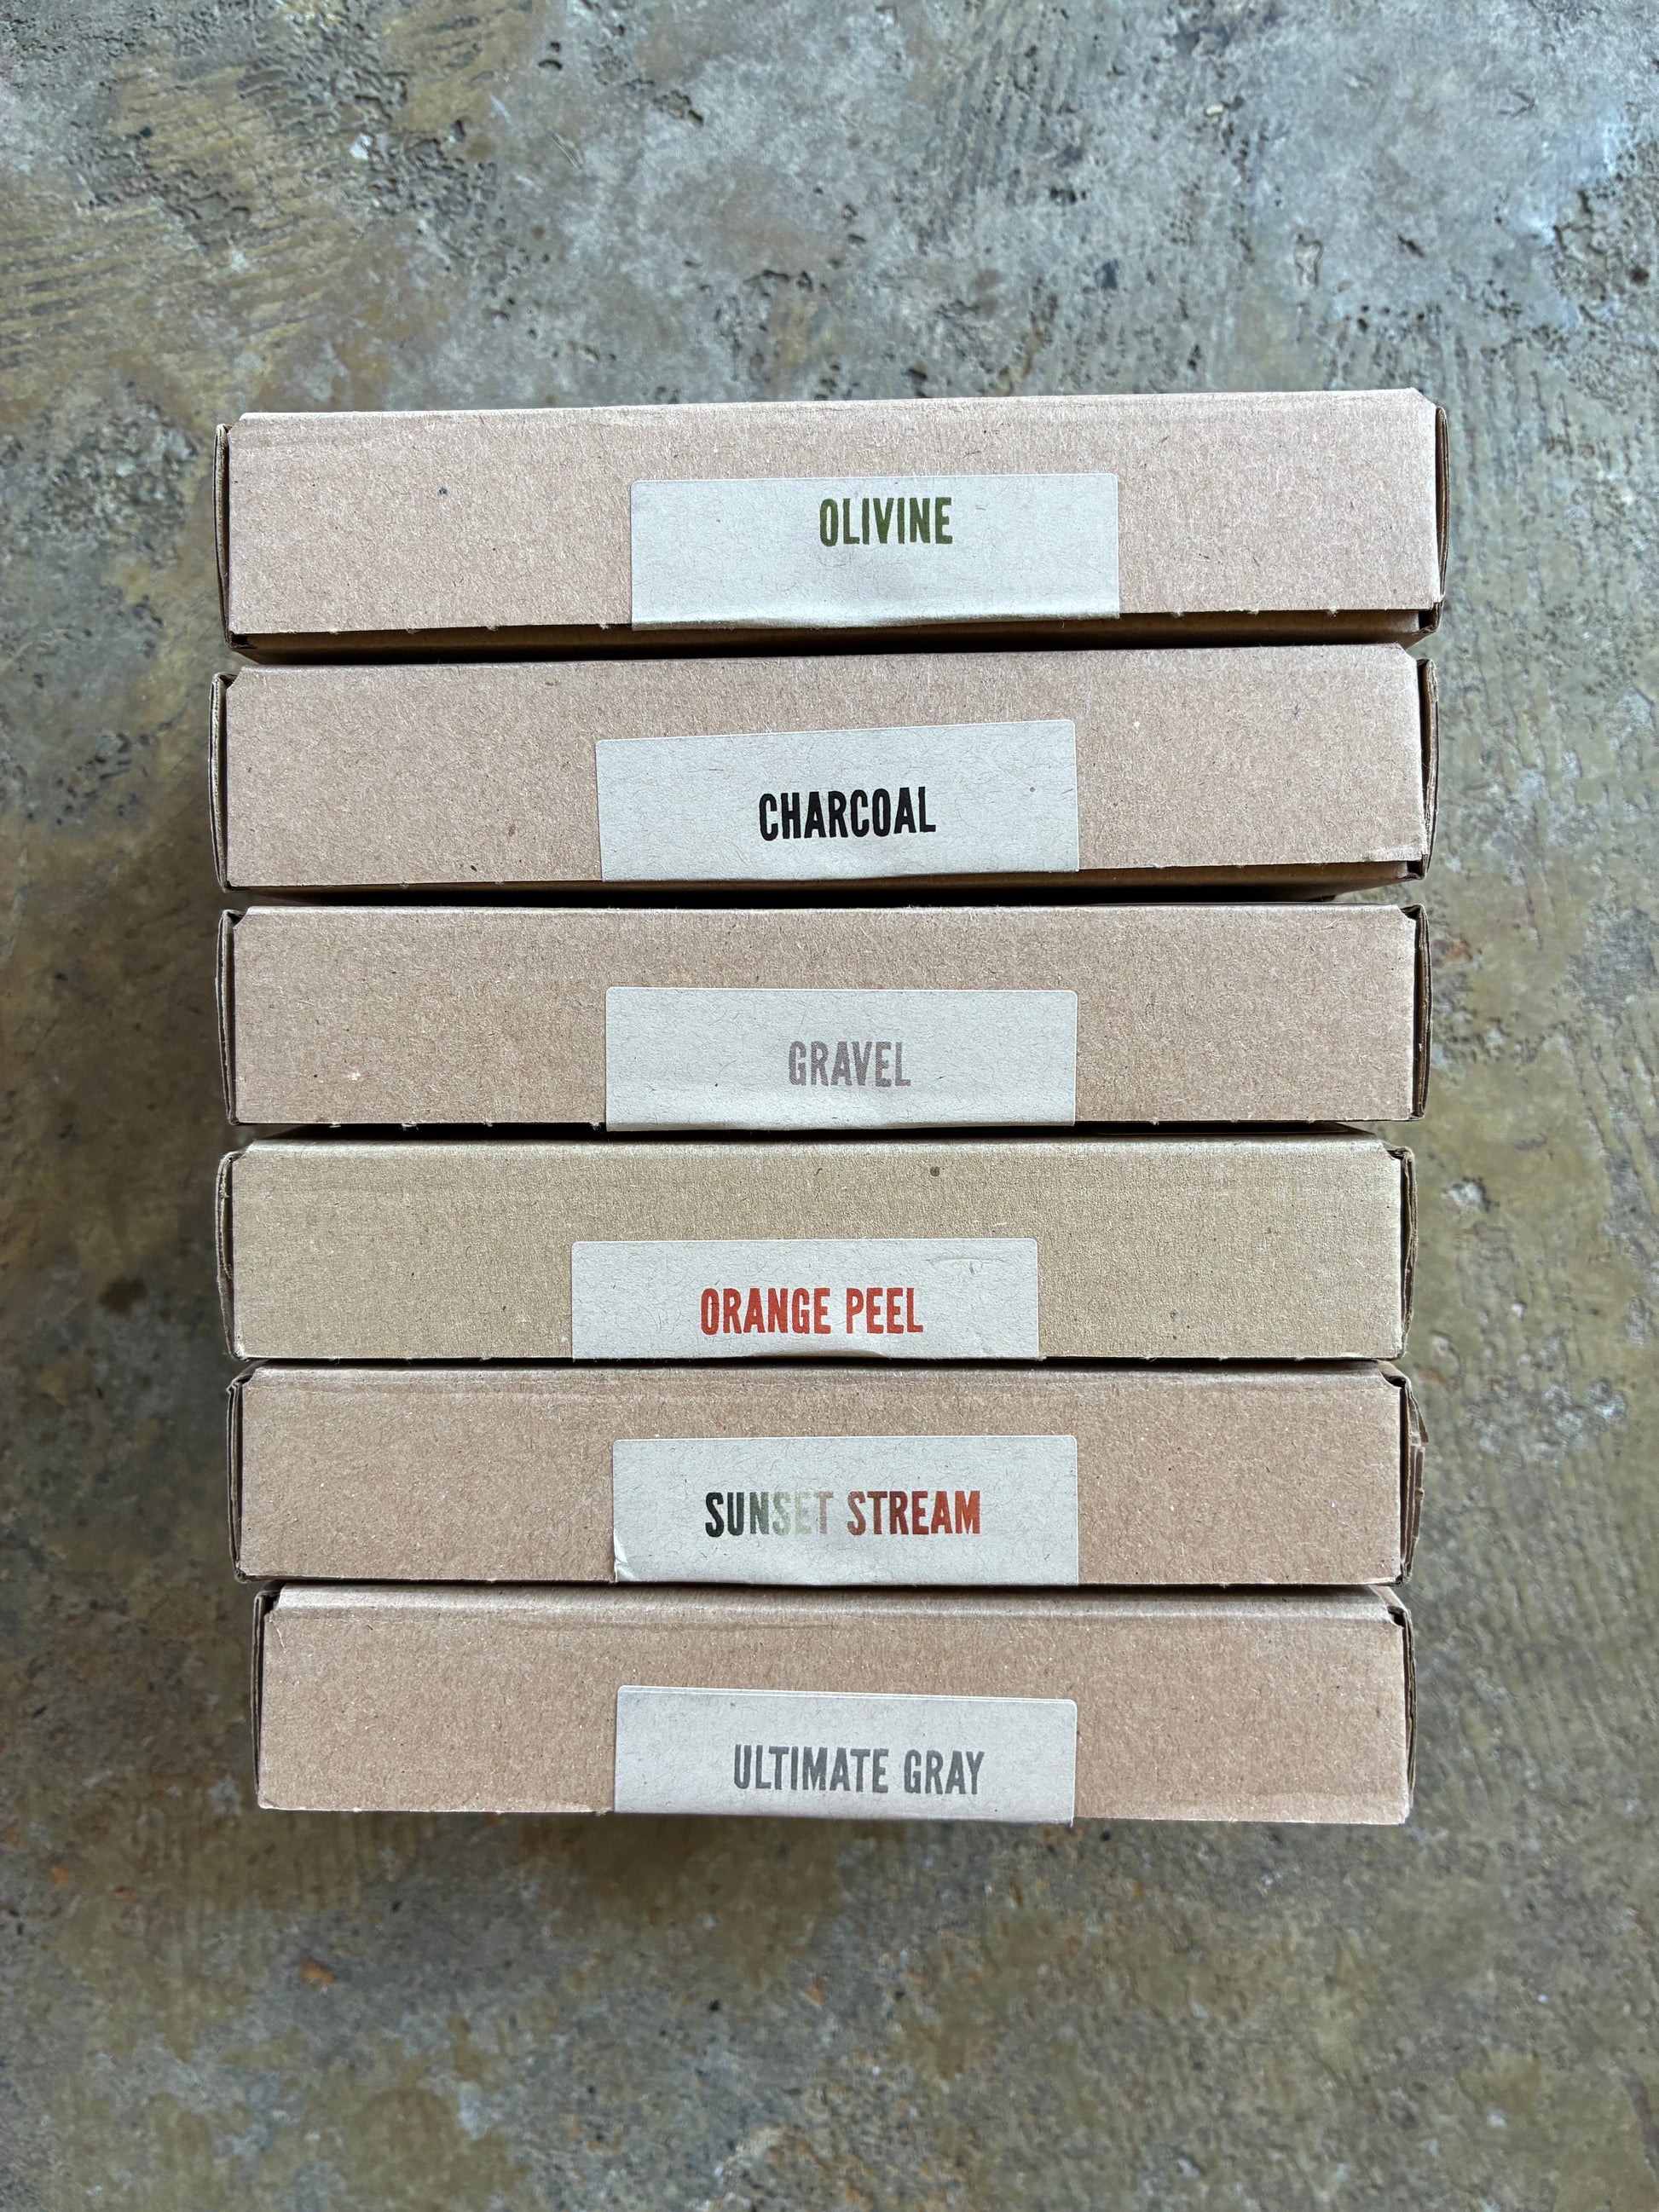 OLIVINE
CHARCOAL
GRAVEL
ORANGE PEEL
SUNSET STREAM
ULTIMATE GRAY